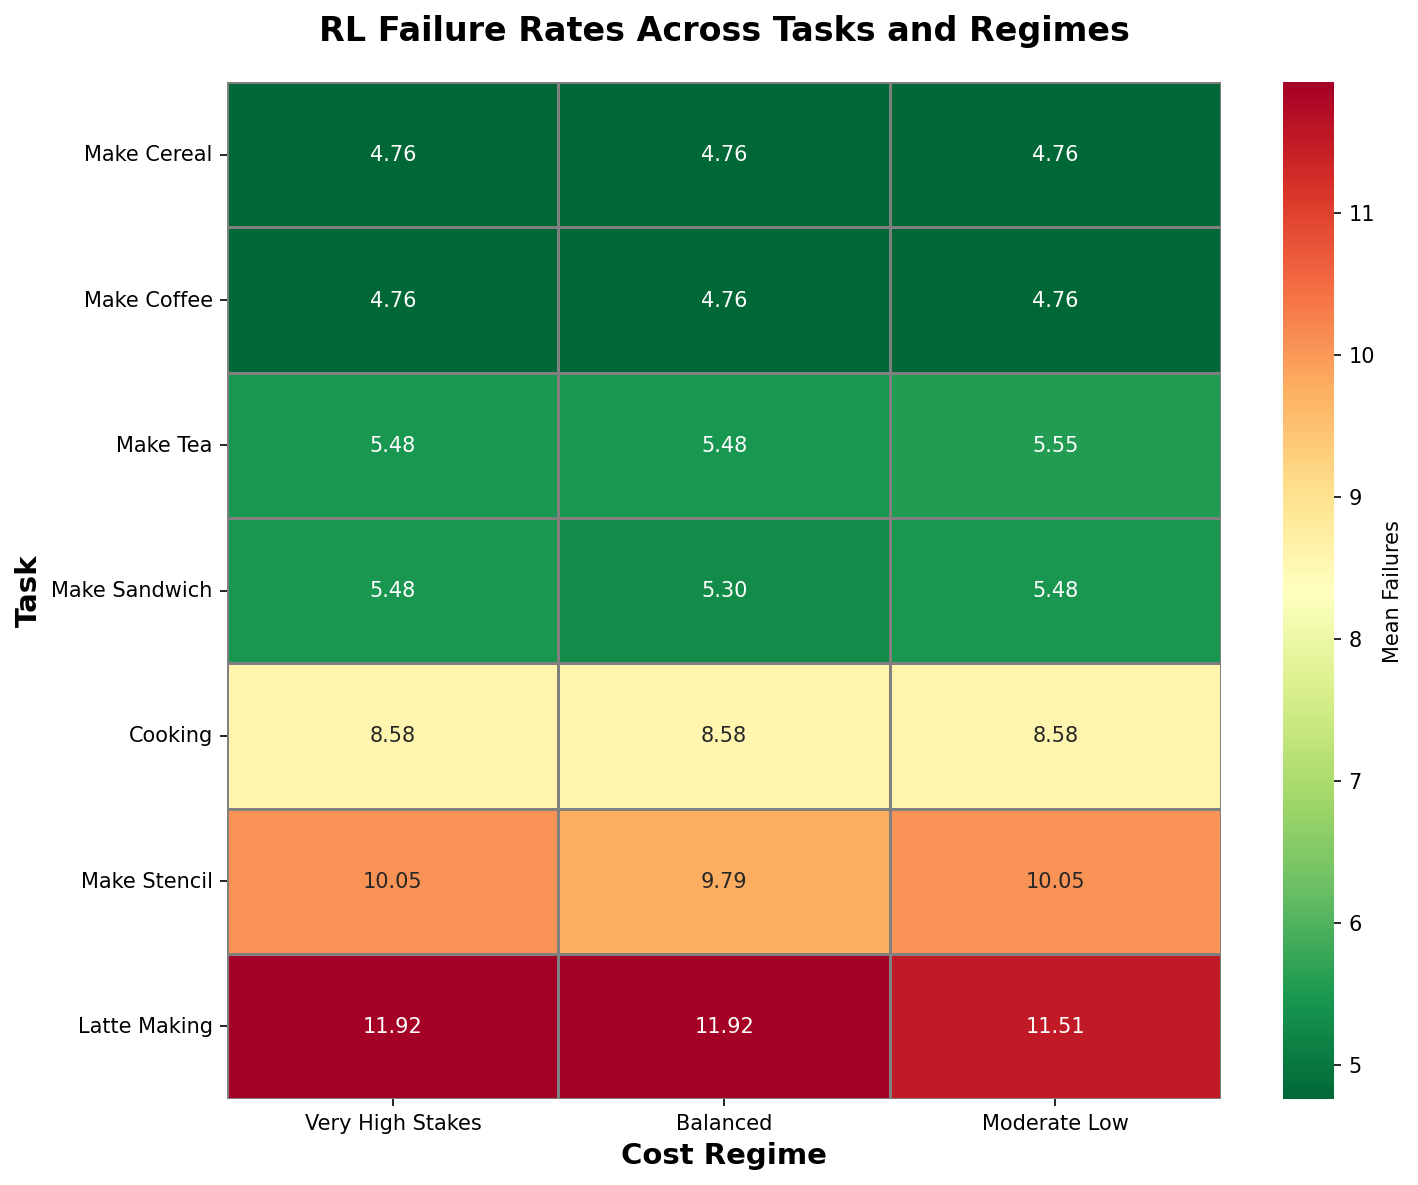 RL Failure Rates Across Tasks and Regimes
Make Cereal 4.76 4.76 4.76
Make Coffee 4.76 4.76 4.76
Make Tea 5.48 5.48 5.55
Make Sandwich 5.48 5.30 5.48
Cooking 8.58 8.58 8.58
Make Stencil 10.05 9.79 10.05
Latte Making 11.92 11.92 11.51
Task
Very High Stakes Balanced Moderate Low
Cost Regime
11
10
9
8
7
6
5
Mean Failures